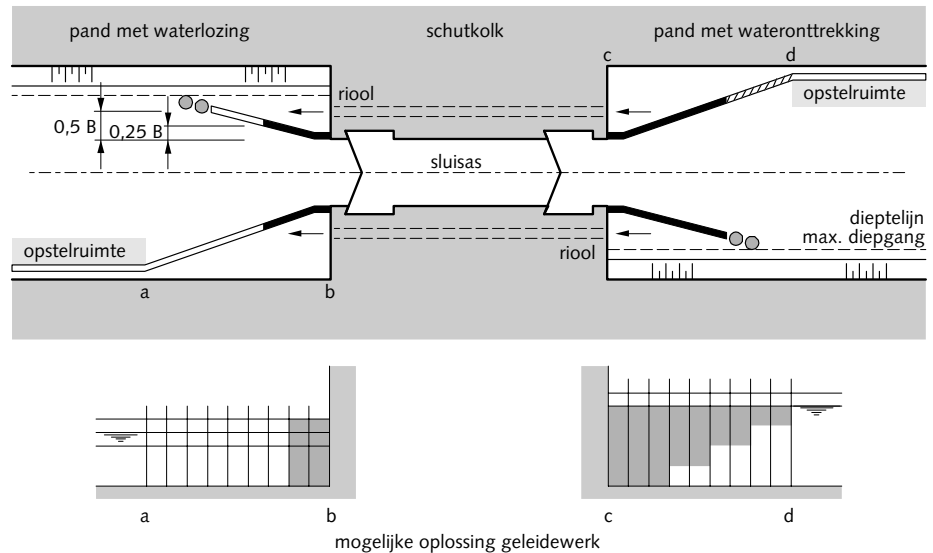 pand met waterlozing
schutkolk
pand met wateronttrekking
c
d
riool
opstelruimte
0,5 B
0,25 B
sluisas
opstelruimte
dieptelijn
max. diepgang
riool
a
b
a
b
c
d
mogelijke oplossing geleidewerk